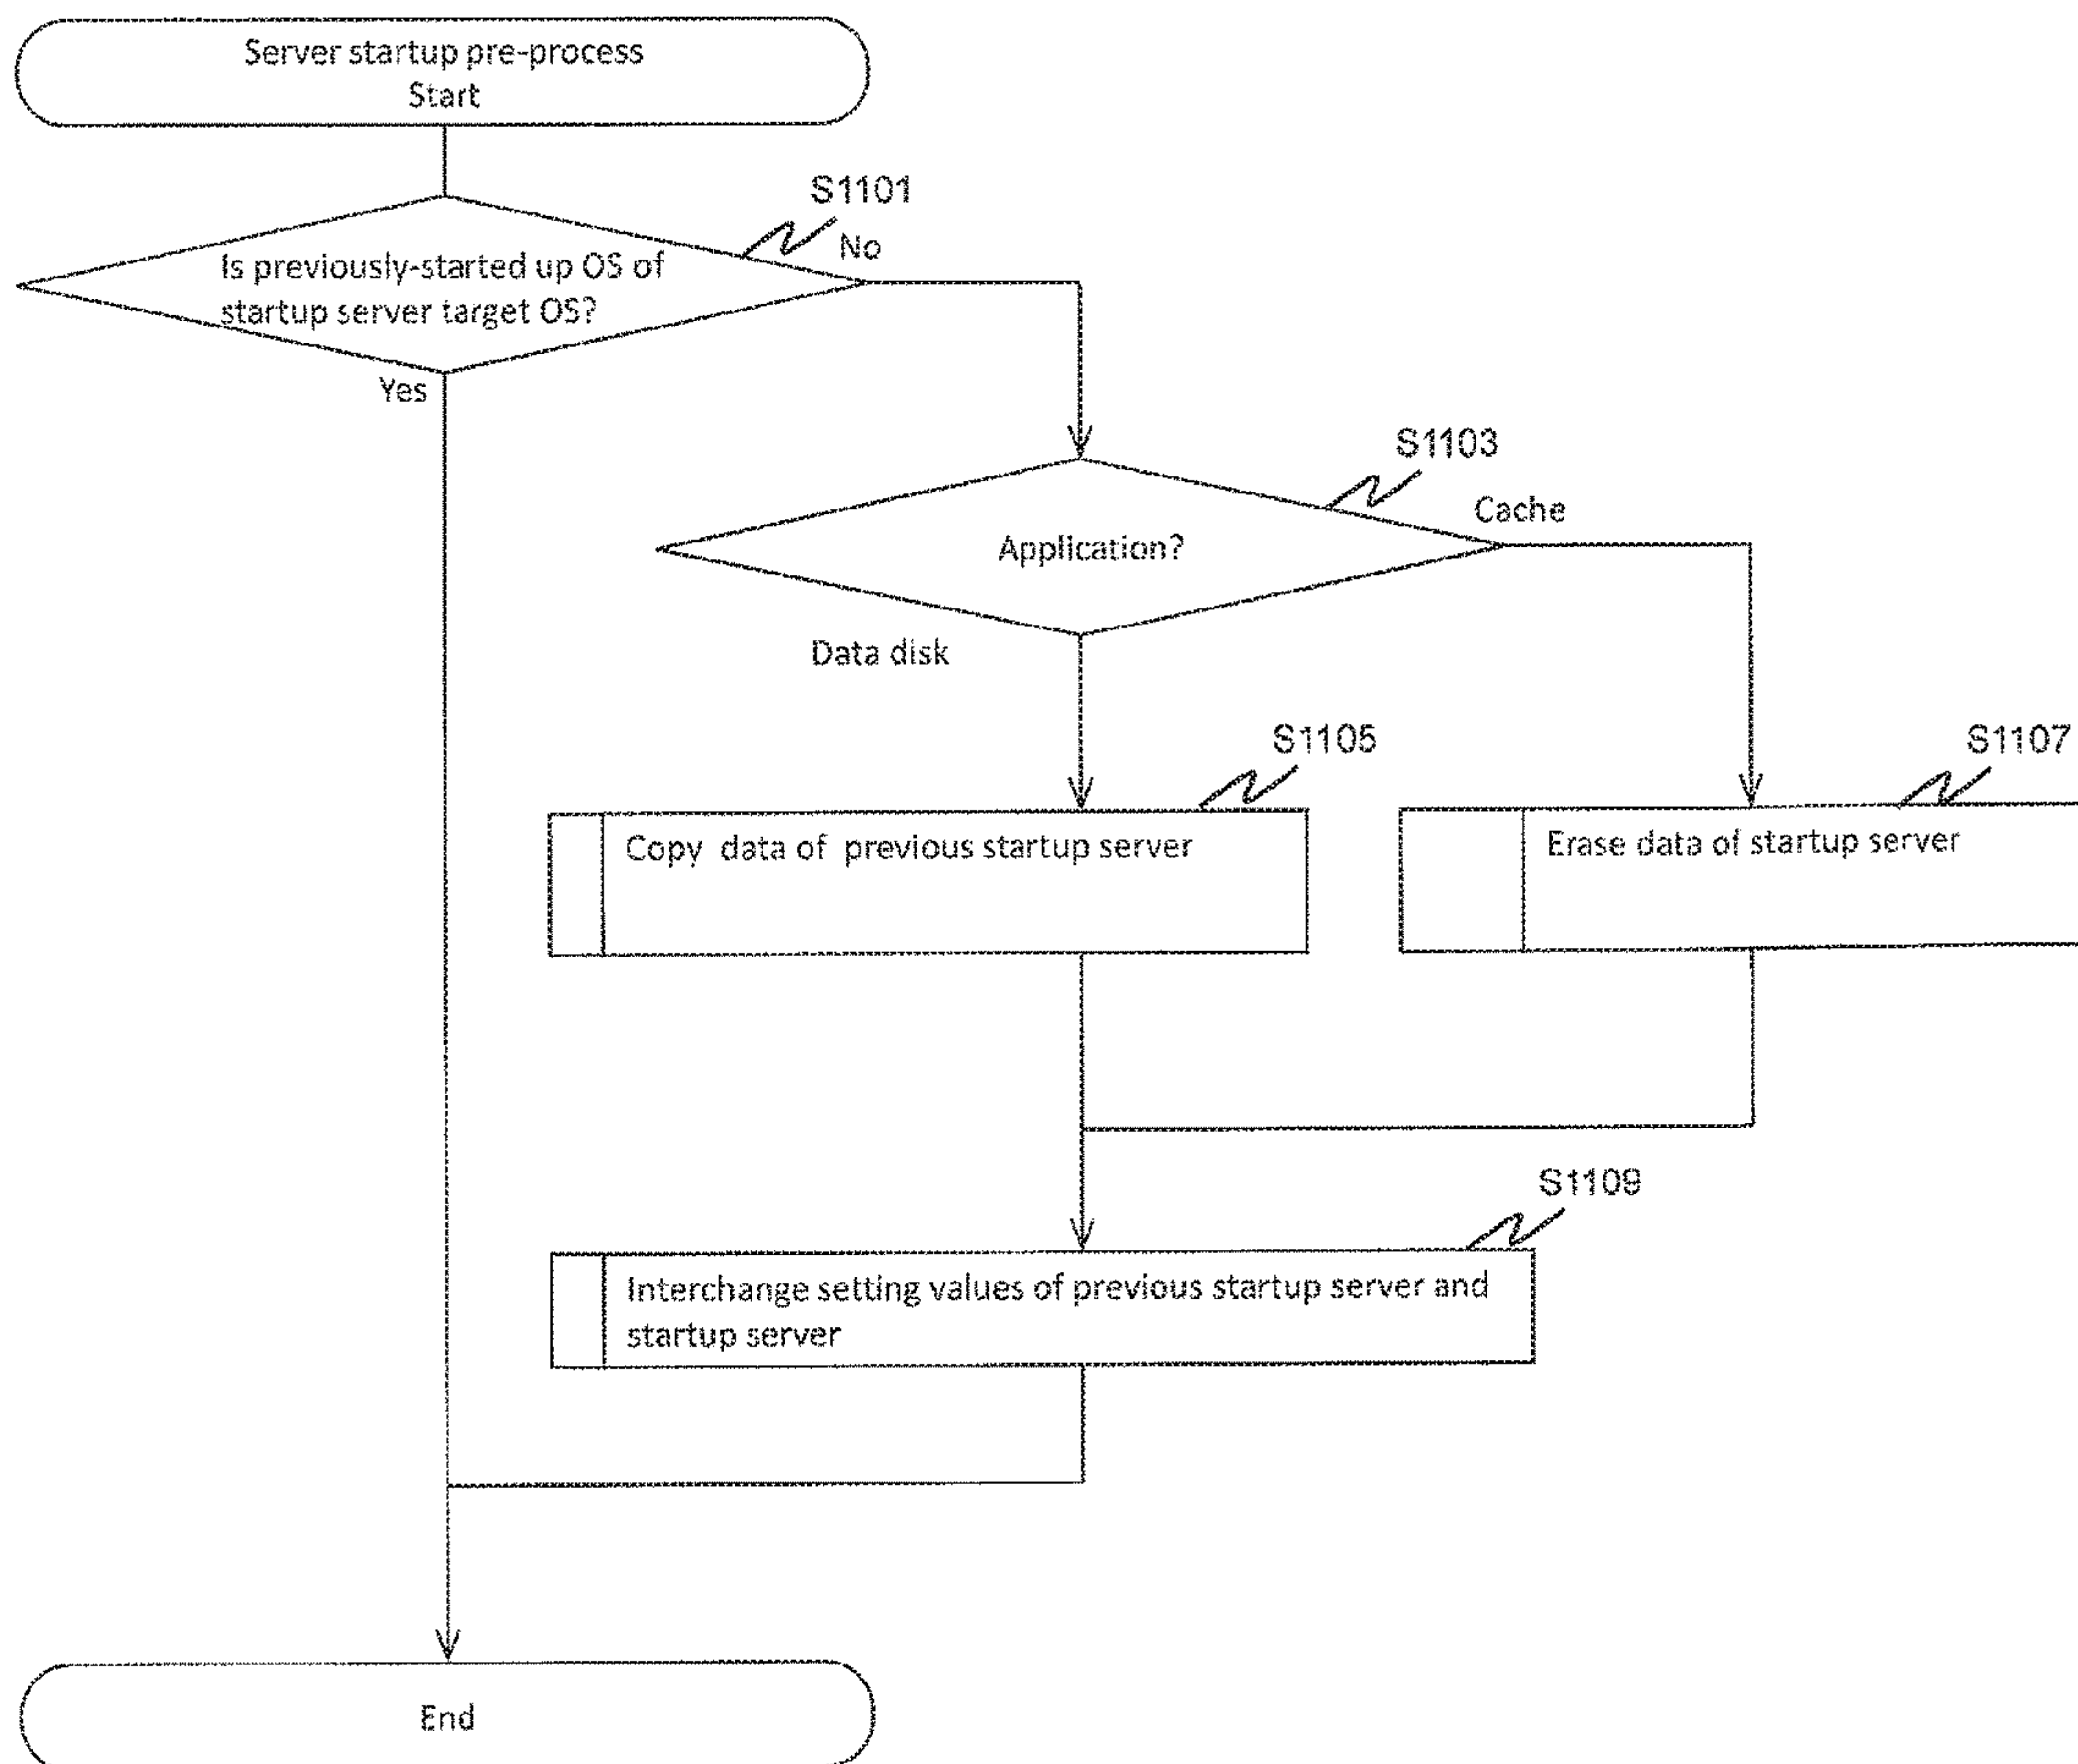 Server startup pre-process
Start
S1101
No
Is previously-started up OS of
startup server target OS?
Yes
S1103
Cache
Application?
Data disk
S1105
S1107
Copy data of previous startup server
Erase data of startup server
S1109
Interchange setting values of previous startup server and
startup server
End